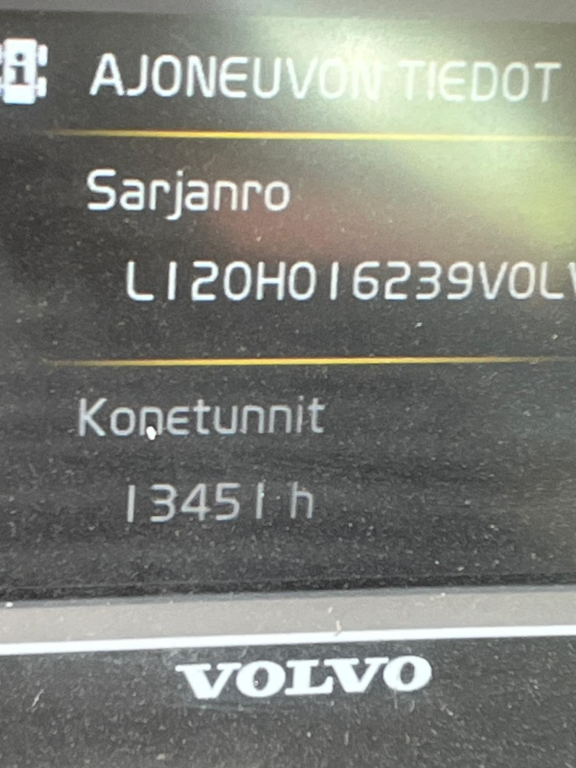 AJONEUVON TIEDOT
Sarjanro
L120H016239VOLV
Konetunnit
13451 h
VOLVO